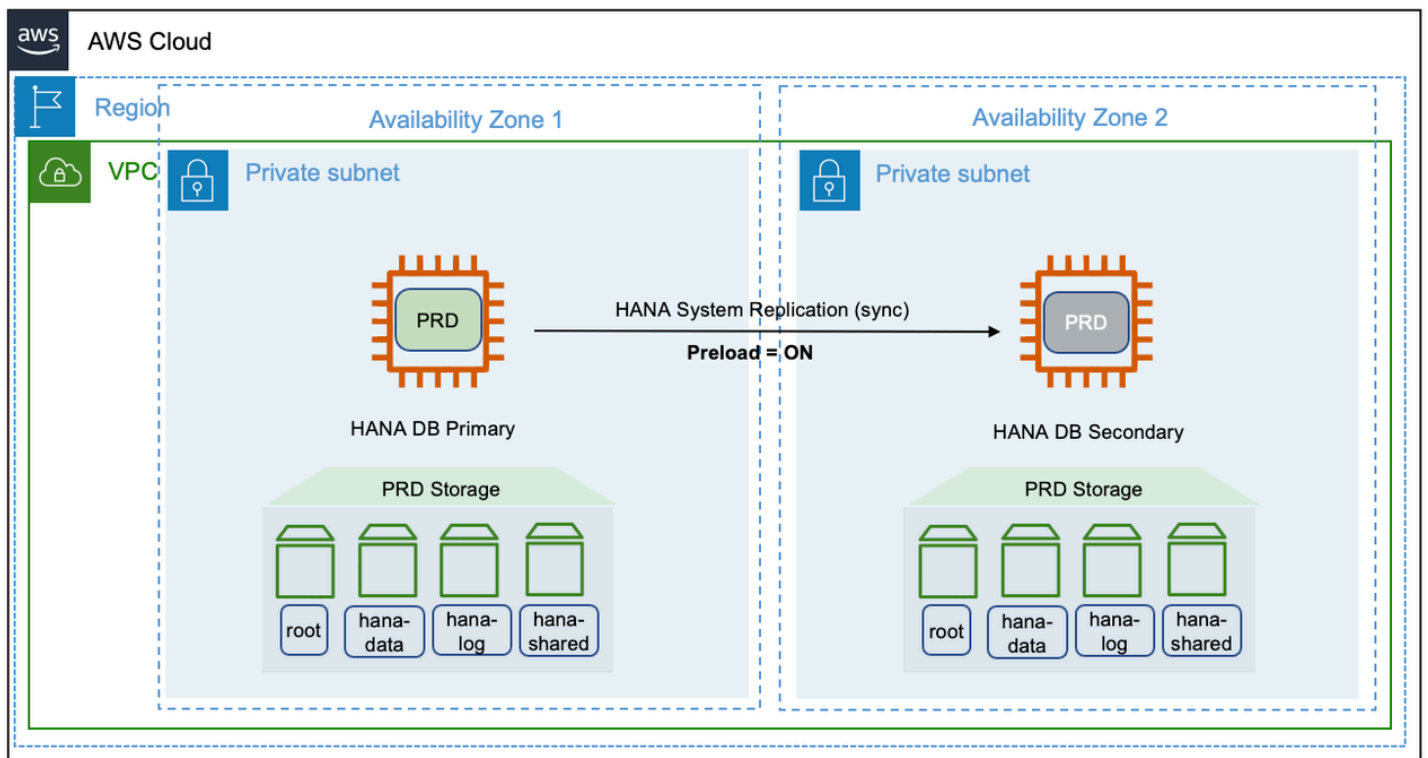 aws
AWS Cloud
Region
Availability Zone 1
Availability Zone 2
VPC
Private subnet
Private subnet
PRD
HANA System Replication (sync)
Preload = ON
PRD
HANA DB Primary
HANA DB Secondary
PRD Storage
PRD Storage
root
hana-
data
hana-
log
hana-
shared
root
hana-
data
hana-
log
hana-
shared